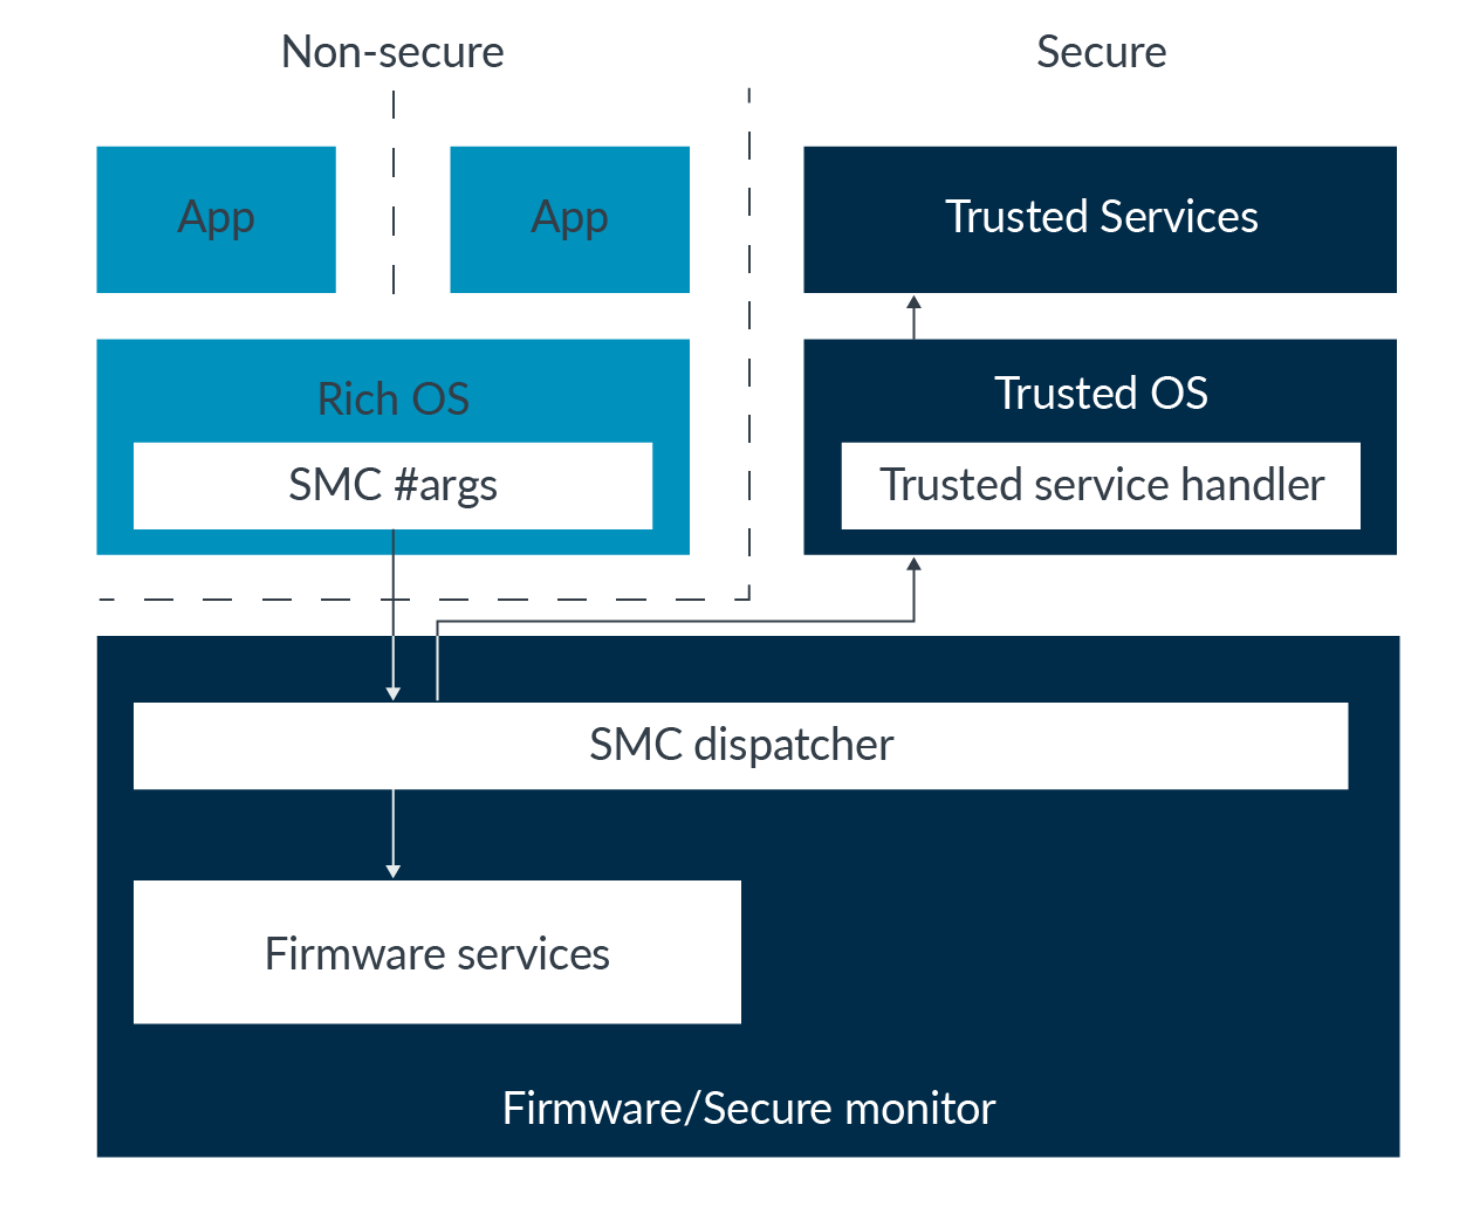 Non-secure
Secure
App
App
Trusted Services
Rich OS
SMC #args
Trusted OS
Trusted service handler
SMC dispatcher
Firmware services
Firmware/Secure monitor